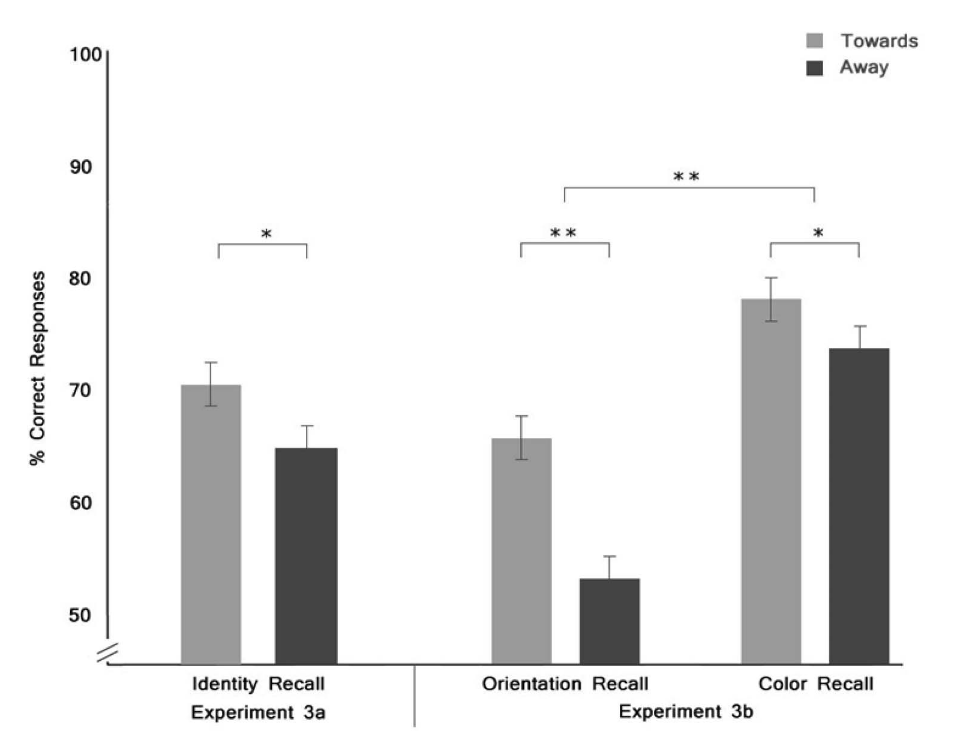 Towards
Away
100
90
80
70
60
50
% Correct Responses
*
**
**
*
Identity Recall
Orientation Recall
Color Recall
Experiment 3a
Experiment 3b